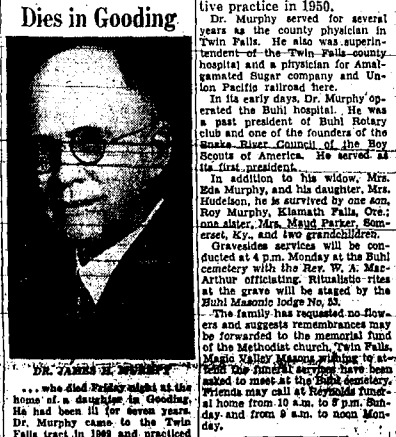 Dies in Gooding
DR. JAMES H. MURPHY
. . . who died Friday night at the
home of a daughter in Gooding.
He had been ill for seven years.
Dr. Murphy came to the Twin
Falls tract in 1909 and practiced
tive practice in 1950.
Dr. Murphy served for several
years as the county physician in
Twin Falls. He also was superin-
tendent of the Twin Falls county
hospital and a physician for Amal-
gamated Sugar company and Un-
ion Pacific railroad here.
In its early days, Dr. Murphy op-
erated the Buhl hospital. He was
a past president of Buhl Rotary
club and one of the founders of the
Snake River Council of the Boy
Scouts of America. He served as
its first president.
In addition to his widow, Mrs.
Eda Murphy, and his daughter, Mrs.
Hudelson, he is survived by one son,
Roy Murphy, Klamath Falls, Ore.;
one sister, Mrs. Maud Parker, Som-
erset, Ky., and two grandchildren.
Gravesides services will be con-
ducted at 4 p.m. Monday at the Buhl
cemetery with the Rev. W. A. Mac-
Arthur officiating. Ritualistic rites
at the grave will be staged by the
Buhl Masonic lodge No. 53.
The family has requested no flow-
ers and suggests remembrances may
be forwarded to the memorial fund
of the Methodist church, Twin Falls.
Magic Valley Masons wishing to at-
tend the funeral services have been
asked to meet at the Buhl cemetery.
Friends may call at Reynolds funer-
al home from 10 a.m. to 8 p.m. Sun-
day and from 9 a.m. to noon Mon-
day.